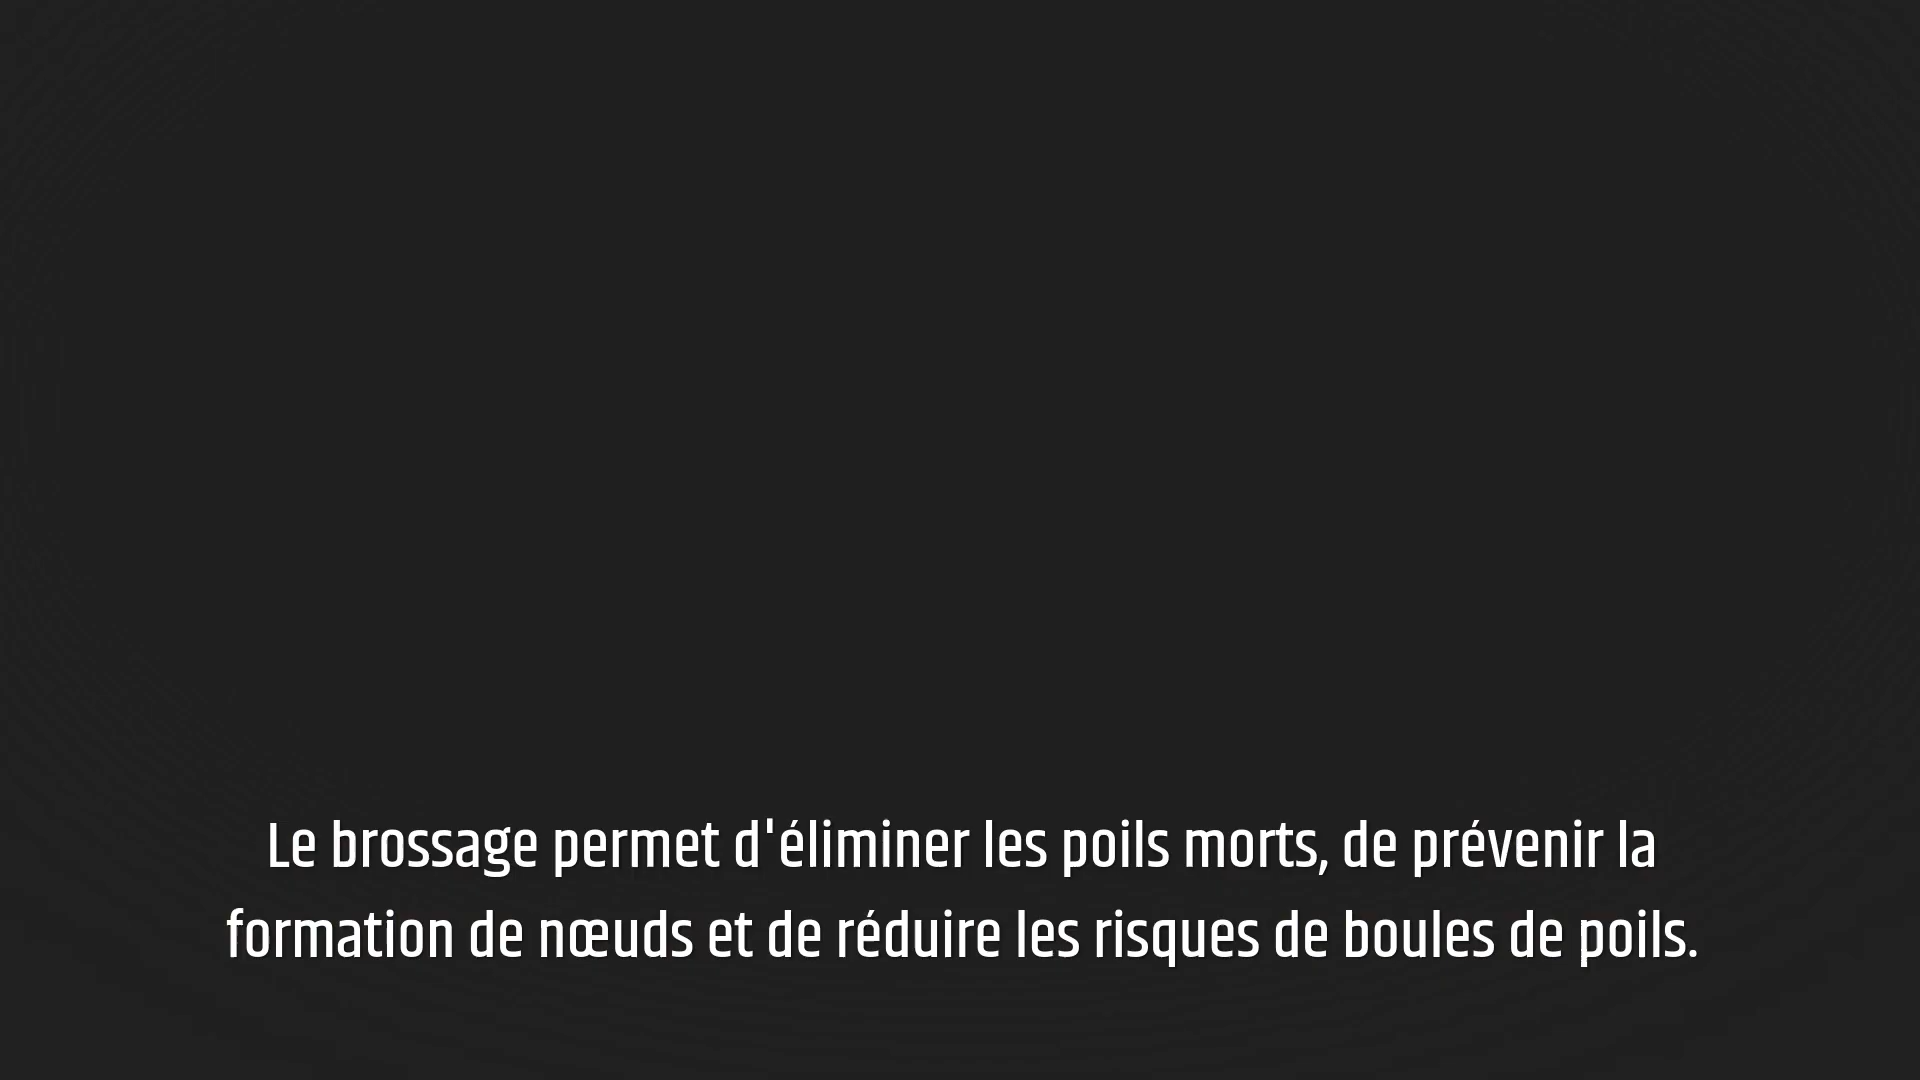 Le brossage permet d'éliminer les poils morts, de prévenir la
formation de nœuds et de réduire les risques de boules de poils.